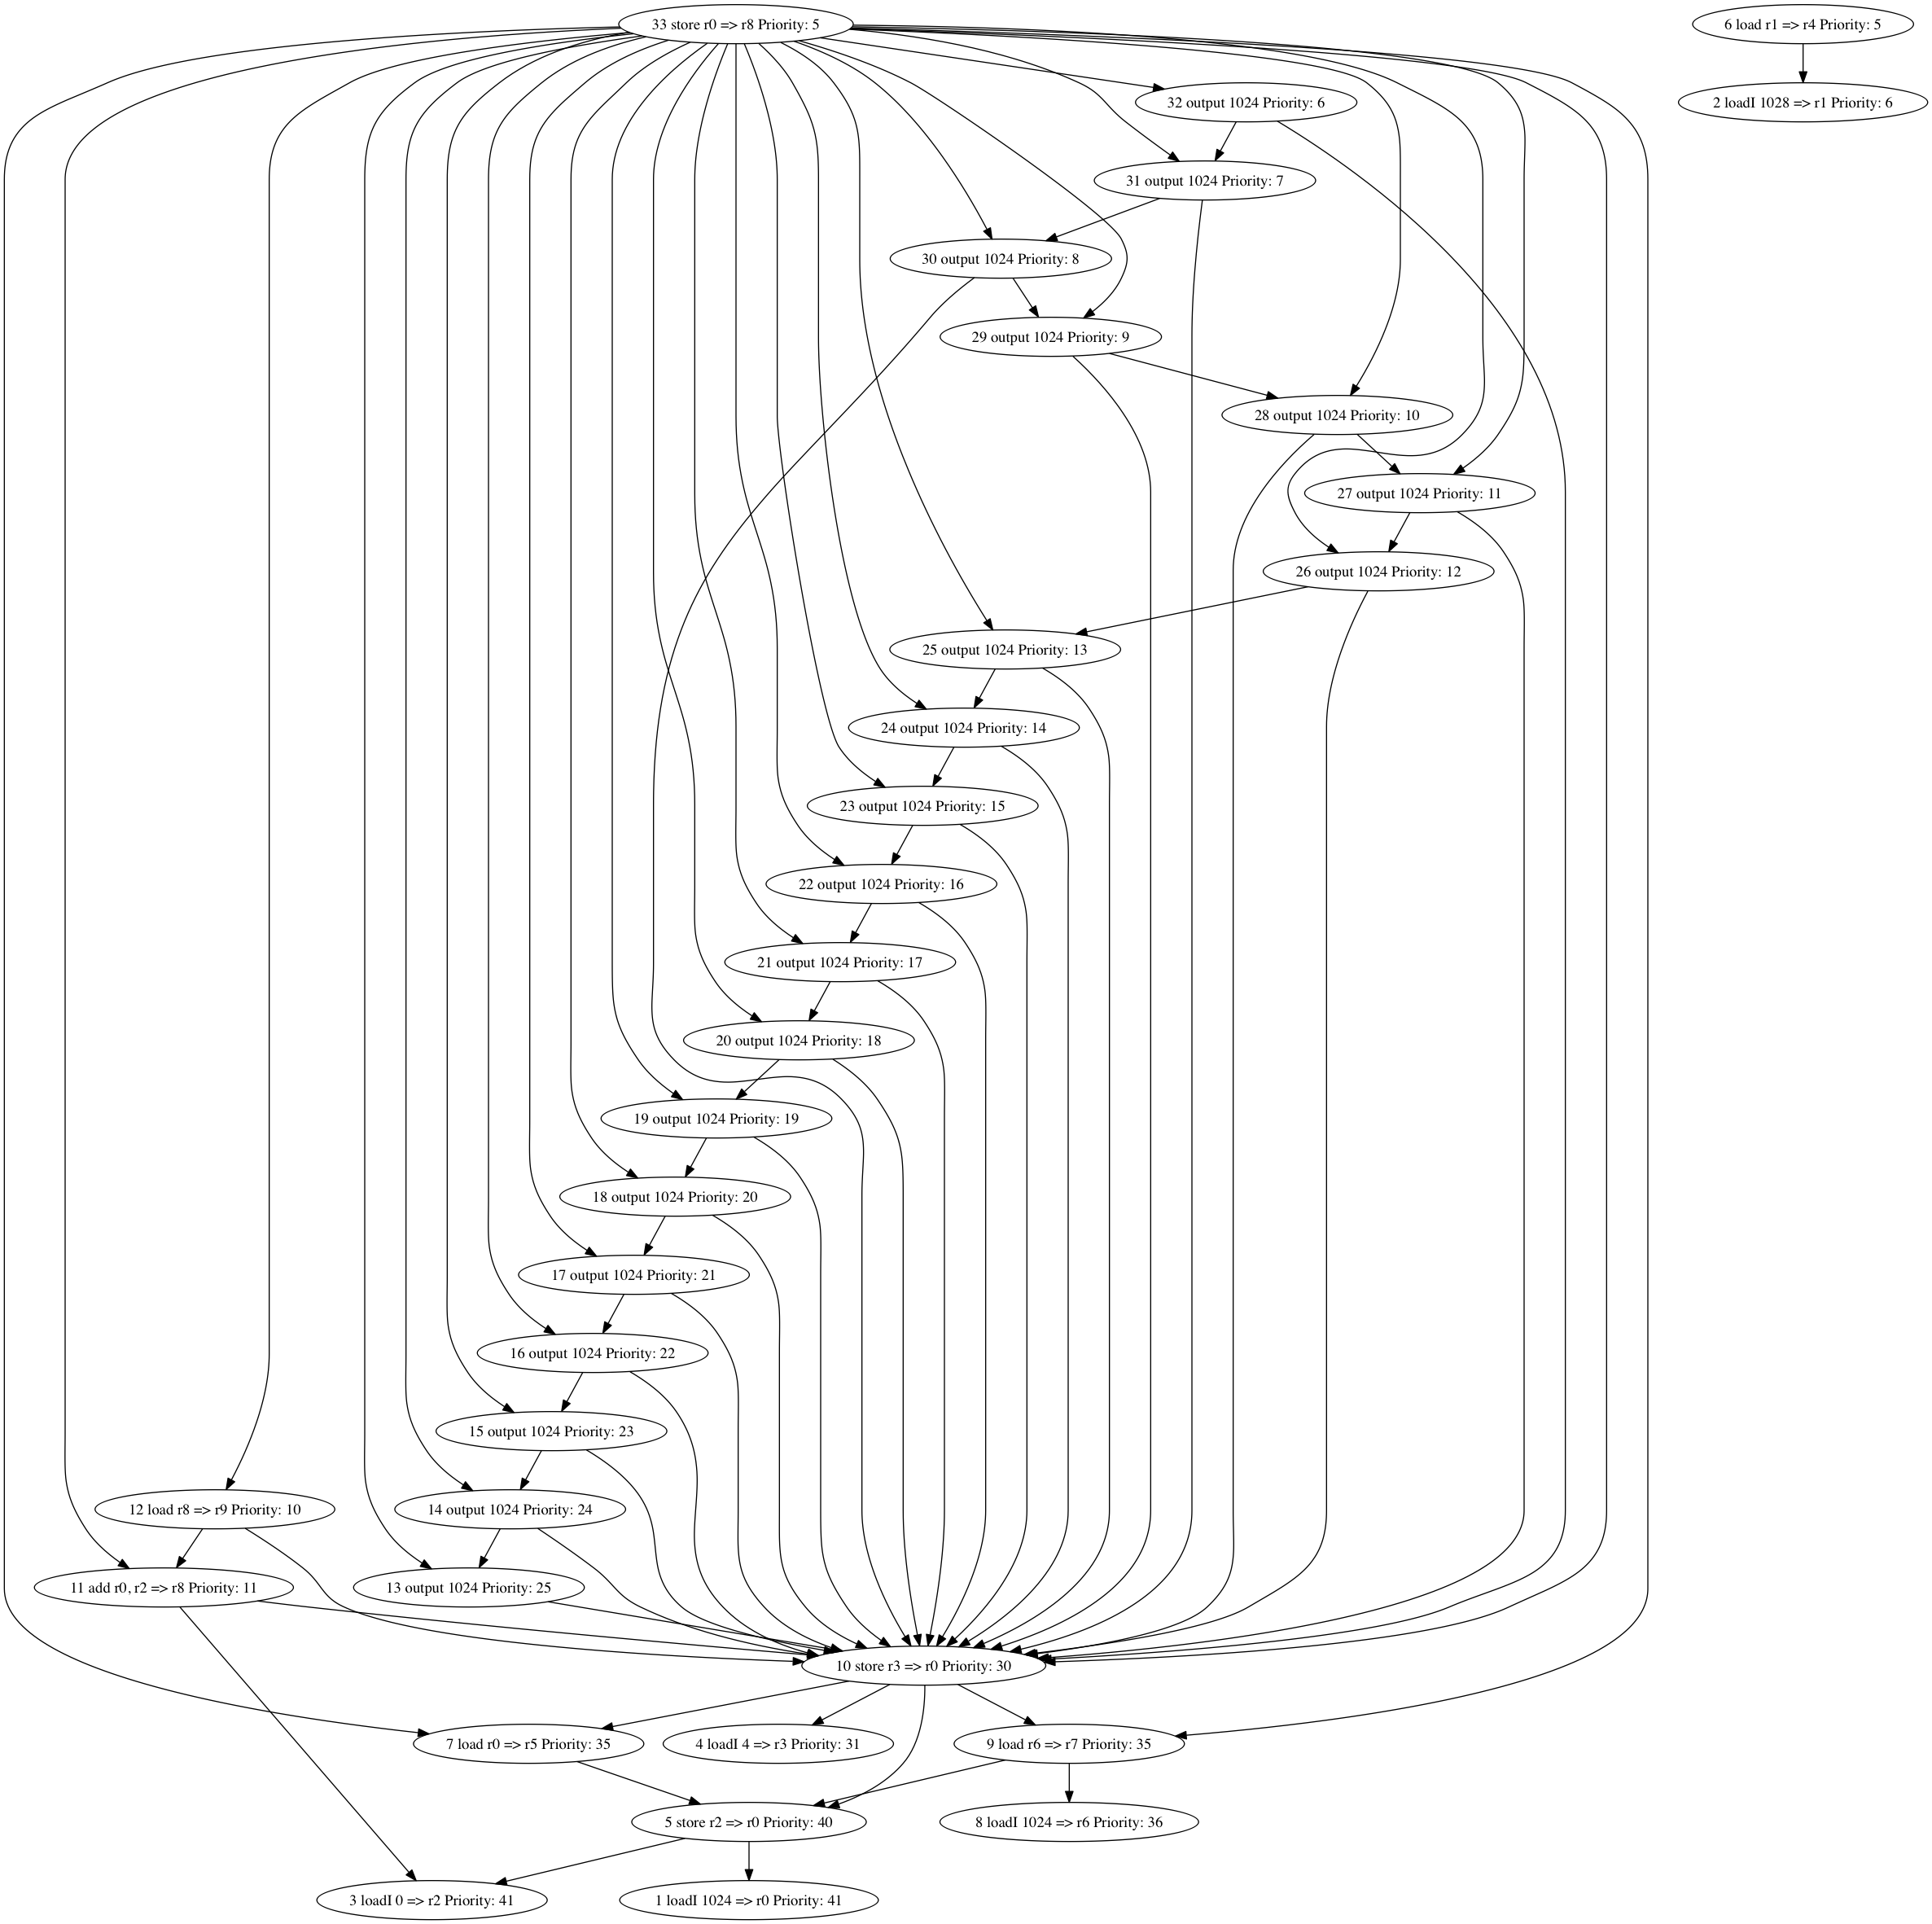 33 store r0 => r8 Priority: 5
6 load r1 => r4 Priority: 5
32 output 1024 Priority: 6
2 loadI 1028 => r1 Priority: 6
31 output 1024 Priority: 7
30 output 1024 Priority: 8
29 output 1024 Priority: 9
28 output 1024 Priority: 10
27 output 1024 Priority: 11
26 output 1024 Priority: 12
25 output 1024 Priority: 13
24 output 1024 Priority: 14
23 output 1024 Priority: 15
22 output 1024 Priority: 16
21 output 1024 Priority: 17
20 output 1024 Priority: 18
19 output 1024 Priority: 19
18 output 1024 Priority: 20
17 output 1024 Priority: 21
16 output 1024 Priority: 22
15 output 1024 Priority: 23
12 load r8 => r9 Priority: 10
14 output 1024 Priority: 24
11 add r0, r2 => r8 Priority: 11
13 output 1024 Priority: 25
10 store r3 => r0 Priority: 30
7 load r0 => r5 Priority: 35
4 loadI 4 => r3 Priority: 31
9 load r6 => r7 Priority: 35
5 store r2 => r0 Priority: 40
8 loadI 1024 => r6 Priority: 36
3 loadI 0 => r2 Priority: 41
1 loadI 1024 => r0 Priority: 41